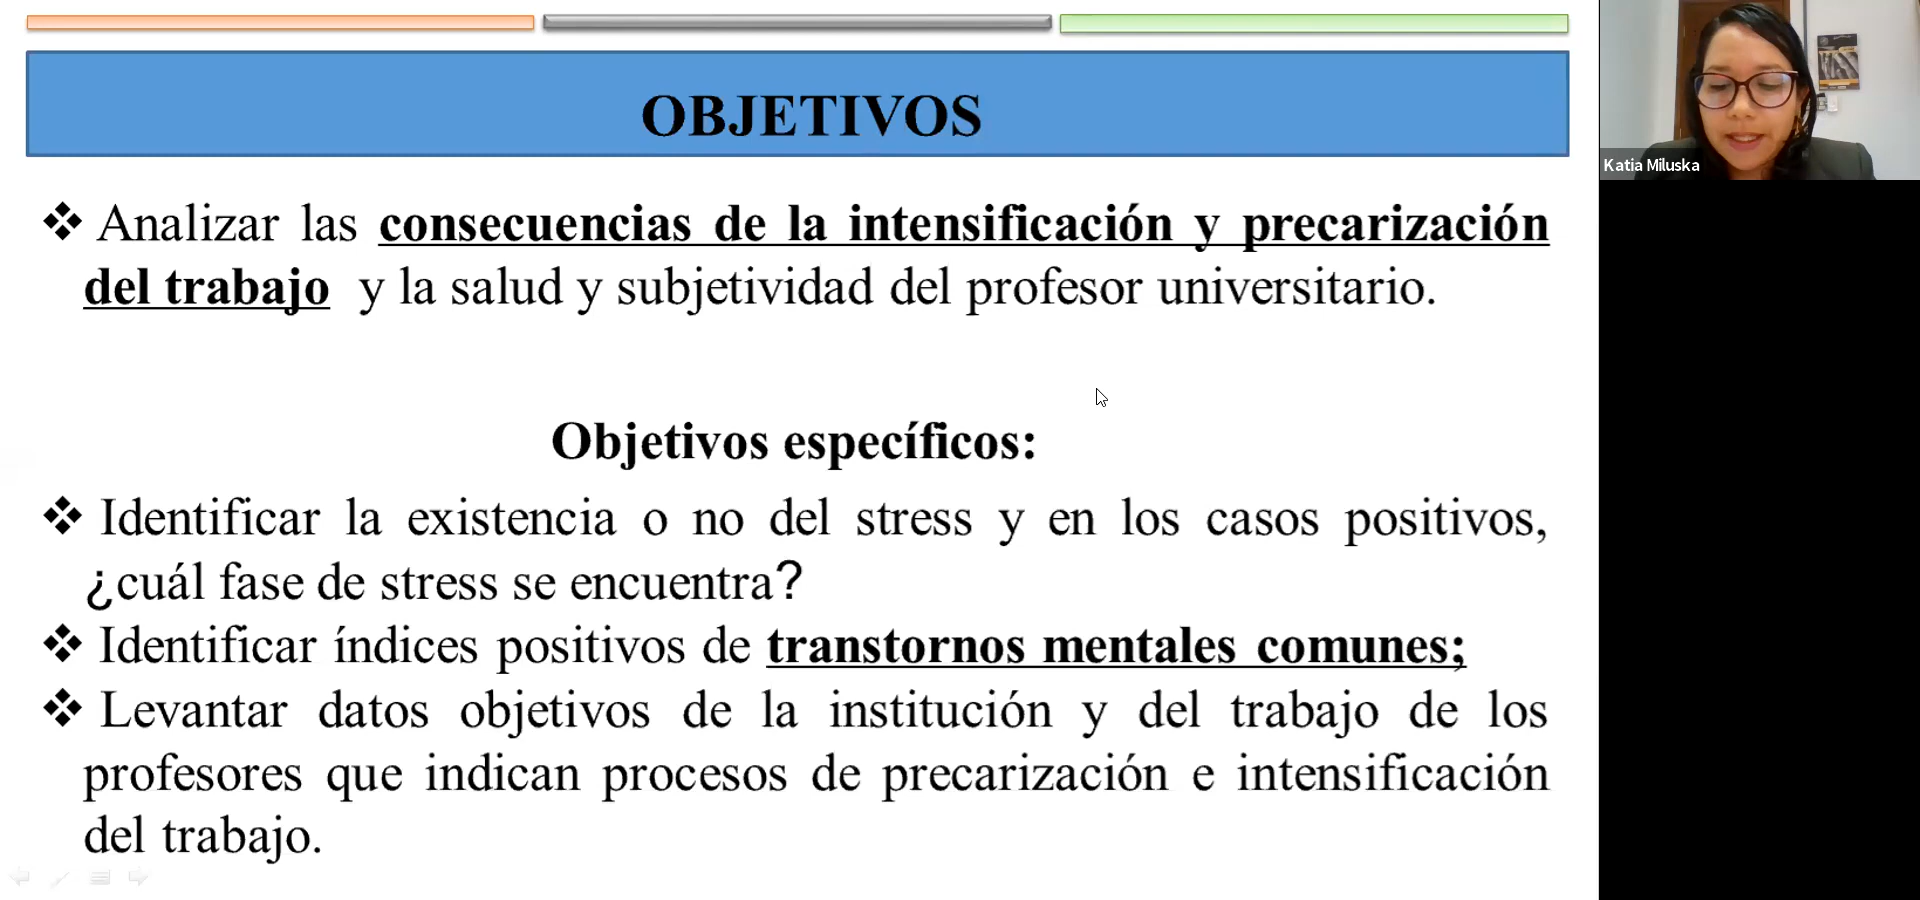 OBJETIVOS
Analizar las consecuencias de la intensificación y precarización
del trabajo y la salud y subjetividad del profesor universitario.
Objetivos específicos:
Identificar la existencia o no del stress y en los casos positivos,
¿cuál fase de stress se encuentra?
Identificar índices positivos de transtornos mentales comunes;
Levantar datos objetivos de la institución y del trabajo de los
profesores que indican procesos de precarización e intensificación
del trabajo.
Katia Miluska